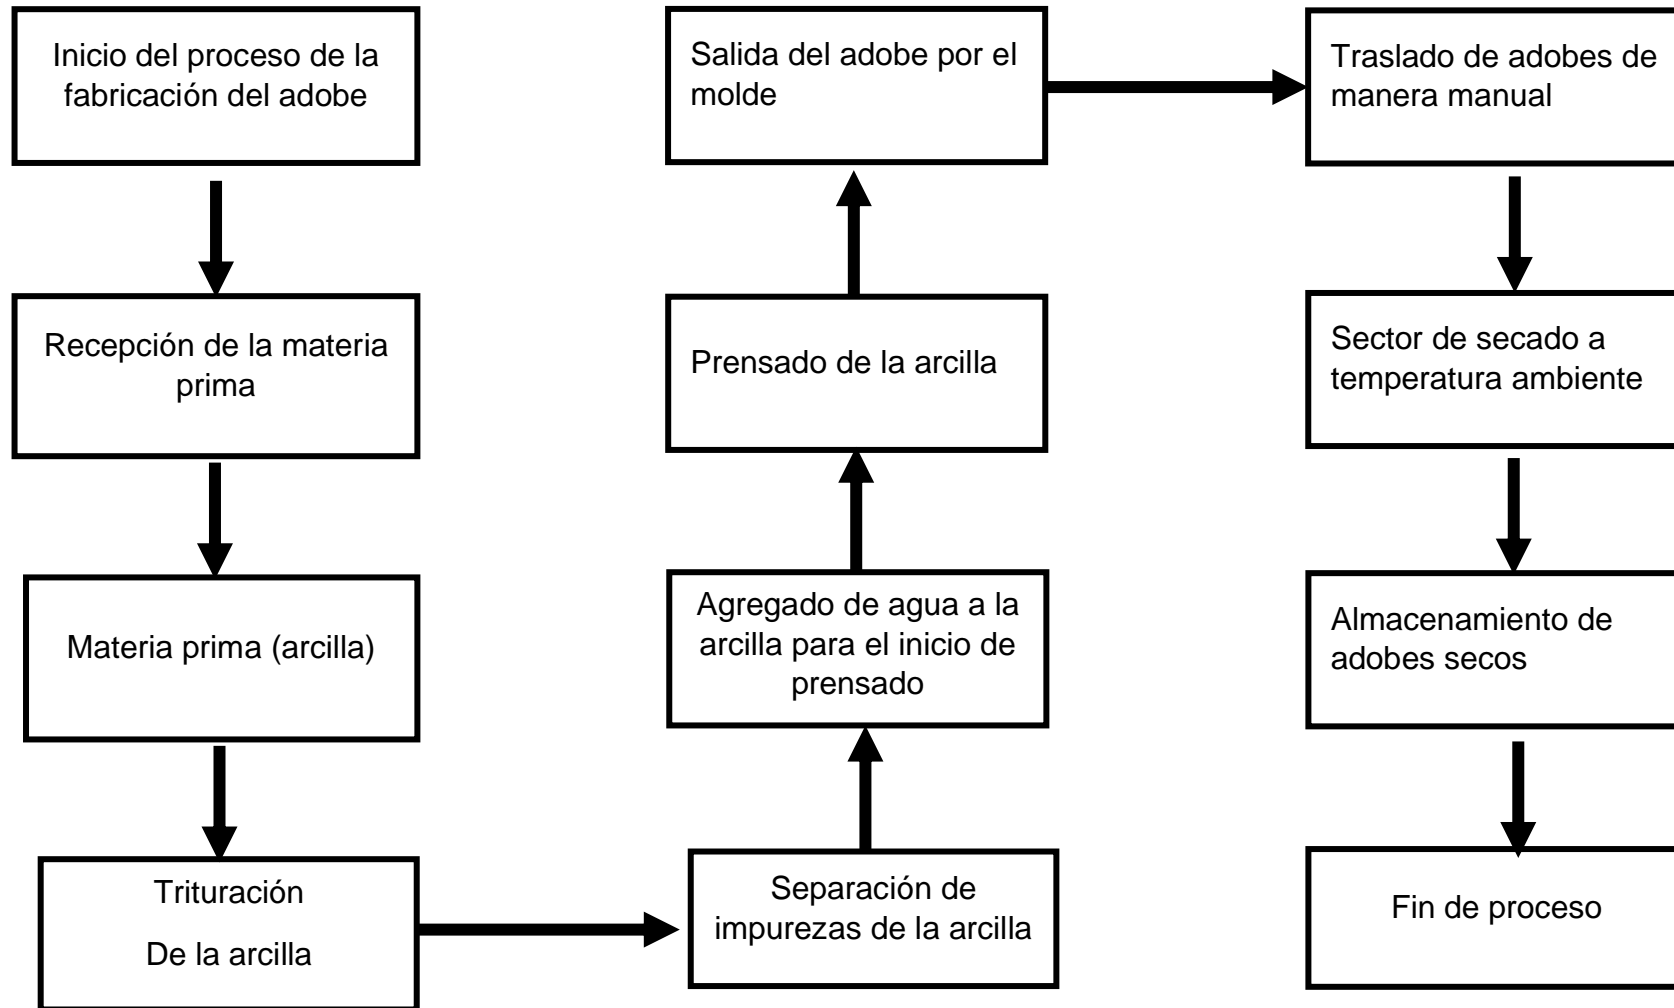 Inicio del proceso de la
fabricación del adobe
Recepción de la materia
prima
Materia prima (arcilla)
Trituración
De la arcilla
Separación de
impurezas de la arcilla
Agregado de agua a la
arcilla para el inicio de
prensado
Prensado de la arcilla
Salida del adobe por el
molde
Traslado de adobes de
manera manual
Sector de secado a
temperatura ambiente
Almacenamiento de
adobes secos
Fin de proceso